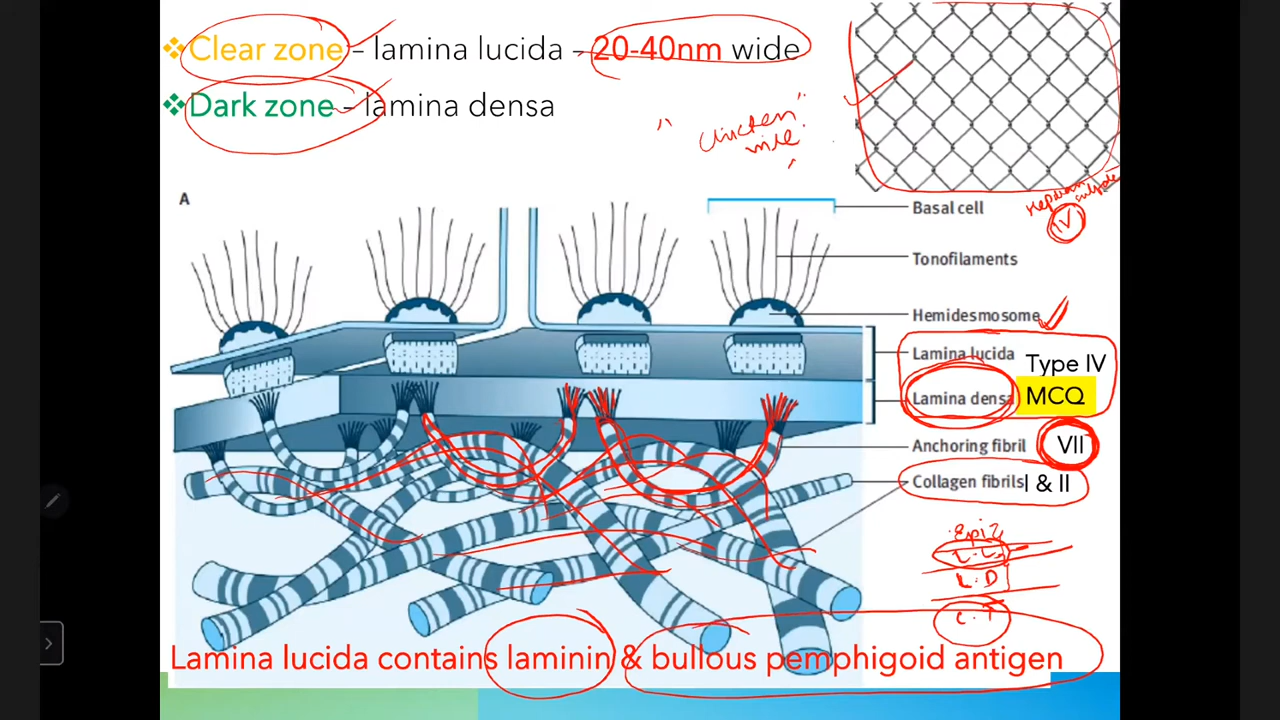 ❖Clear zone – lamina lucida – 20-40nm wide
❖Dark zone – lamina densa
"Chicken wire"
Heparan sulphate
IV
A
Basal cell
Tonofilaments
Hemidesmosome
Lamina lucida
Type IV
Lamina densa
MCQ
Anchoring fibril
VII
Collagen fibrils
I & II
L.L
L.D
C.T
Lamina lucida contains laminin & bullous pemphigoid antigen